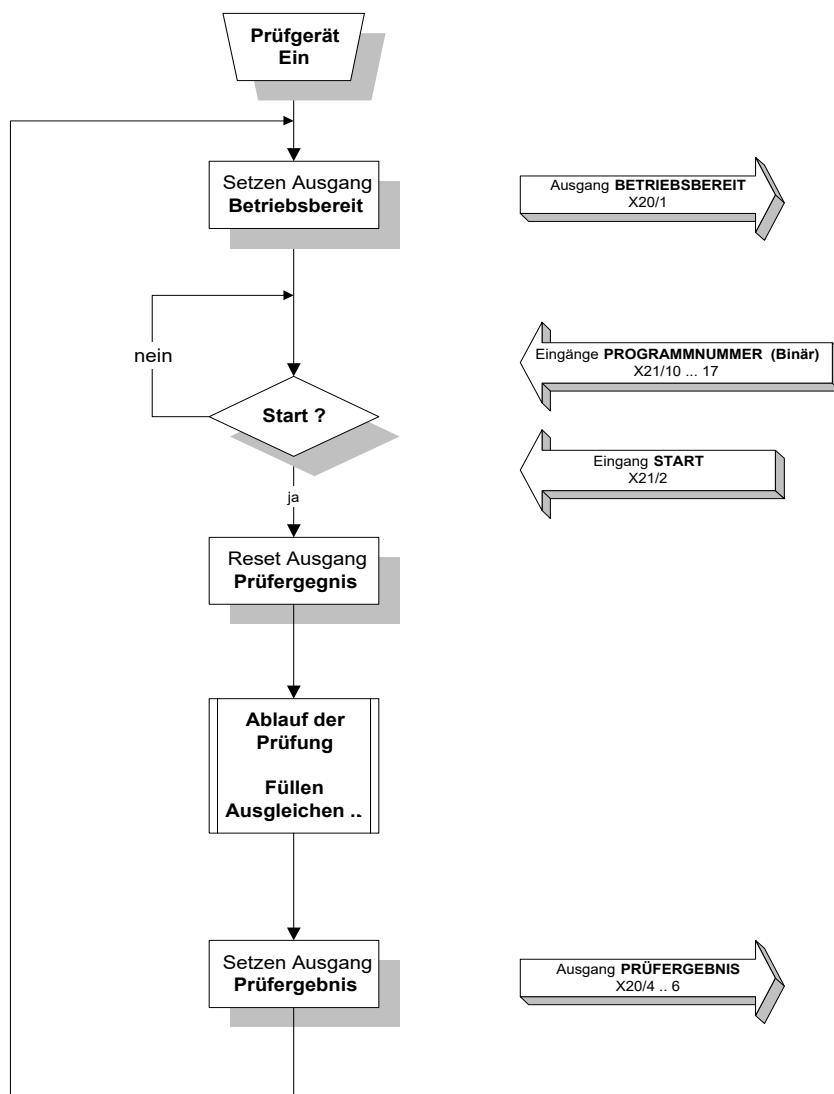 Prüfgerät
Ein
Setzen Ausgang
Betriebsbereit
Ausgang BETRIEBSBEREIT
X20/1
nein
Eingänge PROGRAMMNUMMER (Binär)
X21/10 ... 17
Start ?
Eingang START
X21/2
ja
Reset Ausgang
Prüfergegnis
Ablauf der
Prüfung
Füllen
Ausgleichen ..
Setzen Ausgang
Prüfergebnis
Ausgang PRÜFERGEBNIS
X20/4 .. 6